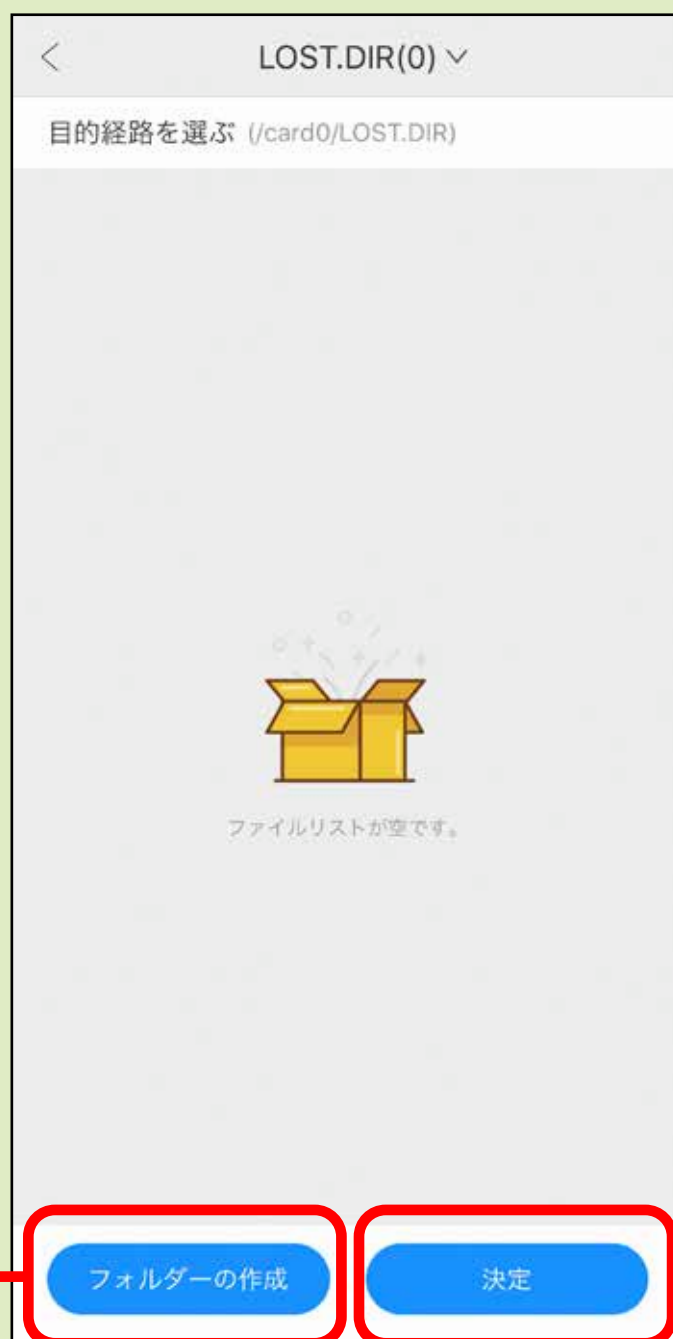 LOST.DIR(0)
目的経路を選ぶ (/card0/LOST.DIR)
ファイルリストが空です。
フォルダーの作成
決定